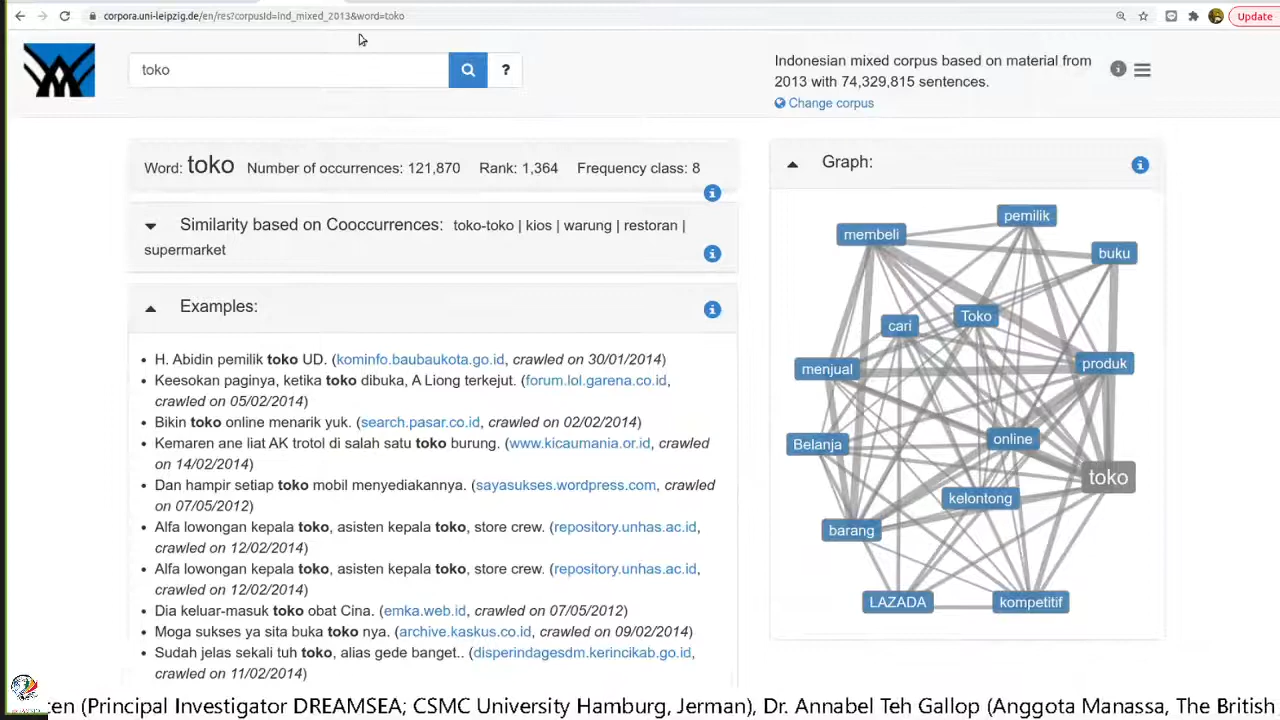 corpora.uni-leipzig.de/en/res?corpusId=ind_mixed_2013&word=toko
Update
toko
?
Indonesian mixed corpus based on material from
2013 with 74,329,815 sentences.
Change corpus
Word: toko Number of occurrences: 121,870 Rank: 1,364 Frequency class: 8
Similarity based on Cooccurrences: toko-toko | kios | warung | restoran |
supermarket
Examples:
• H. Abidin pemilik toko UD. (kominfo.baubaukota.go.id, crawled on 30/01/2014)
• Keesokan paginya, ketika toko dibuka, A Liong terkejut. (forum.lol.garena.co.id,
crawled on 05/02/2014)
• Bikin toko online menarik yuk. (search.pasar.co.id, crawled on 02/02/2014)
• Kemaren ane liat AK trotol di salah satu toko burung. (www.kicaumania.or.id, crawled
on 14/02/2014)
• Dan hampir setiap toko mobil menyediakannya. (sayasukses.wordpress.com, crawled
on 07/05/2012)
• Alfa lowongan kepala toko, asisten kepala toko, store crew. (repository.unhas.ac.id,
crawled on 12/02/2014)
• Alfa lowongan kepala toko, asisten kepala toko, store crew. (repository.unhas.ac.id,
crawled on 12/02/2014)
• Dia keluar-masuk toko obat Cina. (emka.web.id, crawled on 07/05/2012)
• Moga sukses ya sita buka toko nya. (archive.kaskus.co.id, crawled on 09/02/2014)
• Sudah jelas sekali tuh toko, alias gede banget.. (disperindagesdm.kerincikab.go.id,
crawled on 11/02/2014)
Graph:
pemilik
membeli
buku
Toko
cari
produk
menjual
online
Belanja
toko
kelontong
barang
LAZADA
kompetitif
ten (Principal Investigator DREAMSEA; CSMC University Hamburg, Jerman), Dr. Annabel Teh Gallop (Anggota Manassa, The British